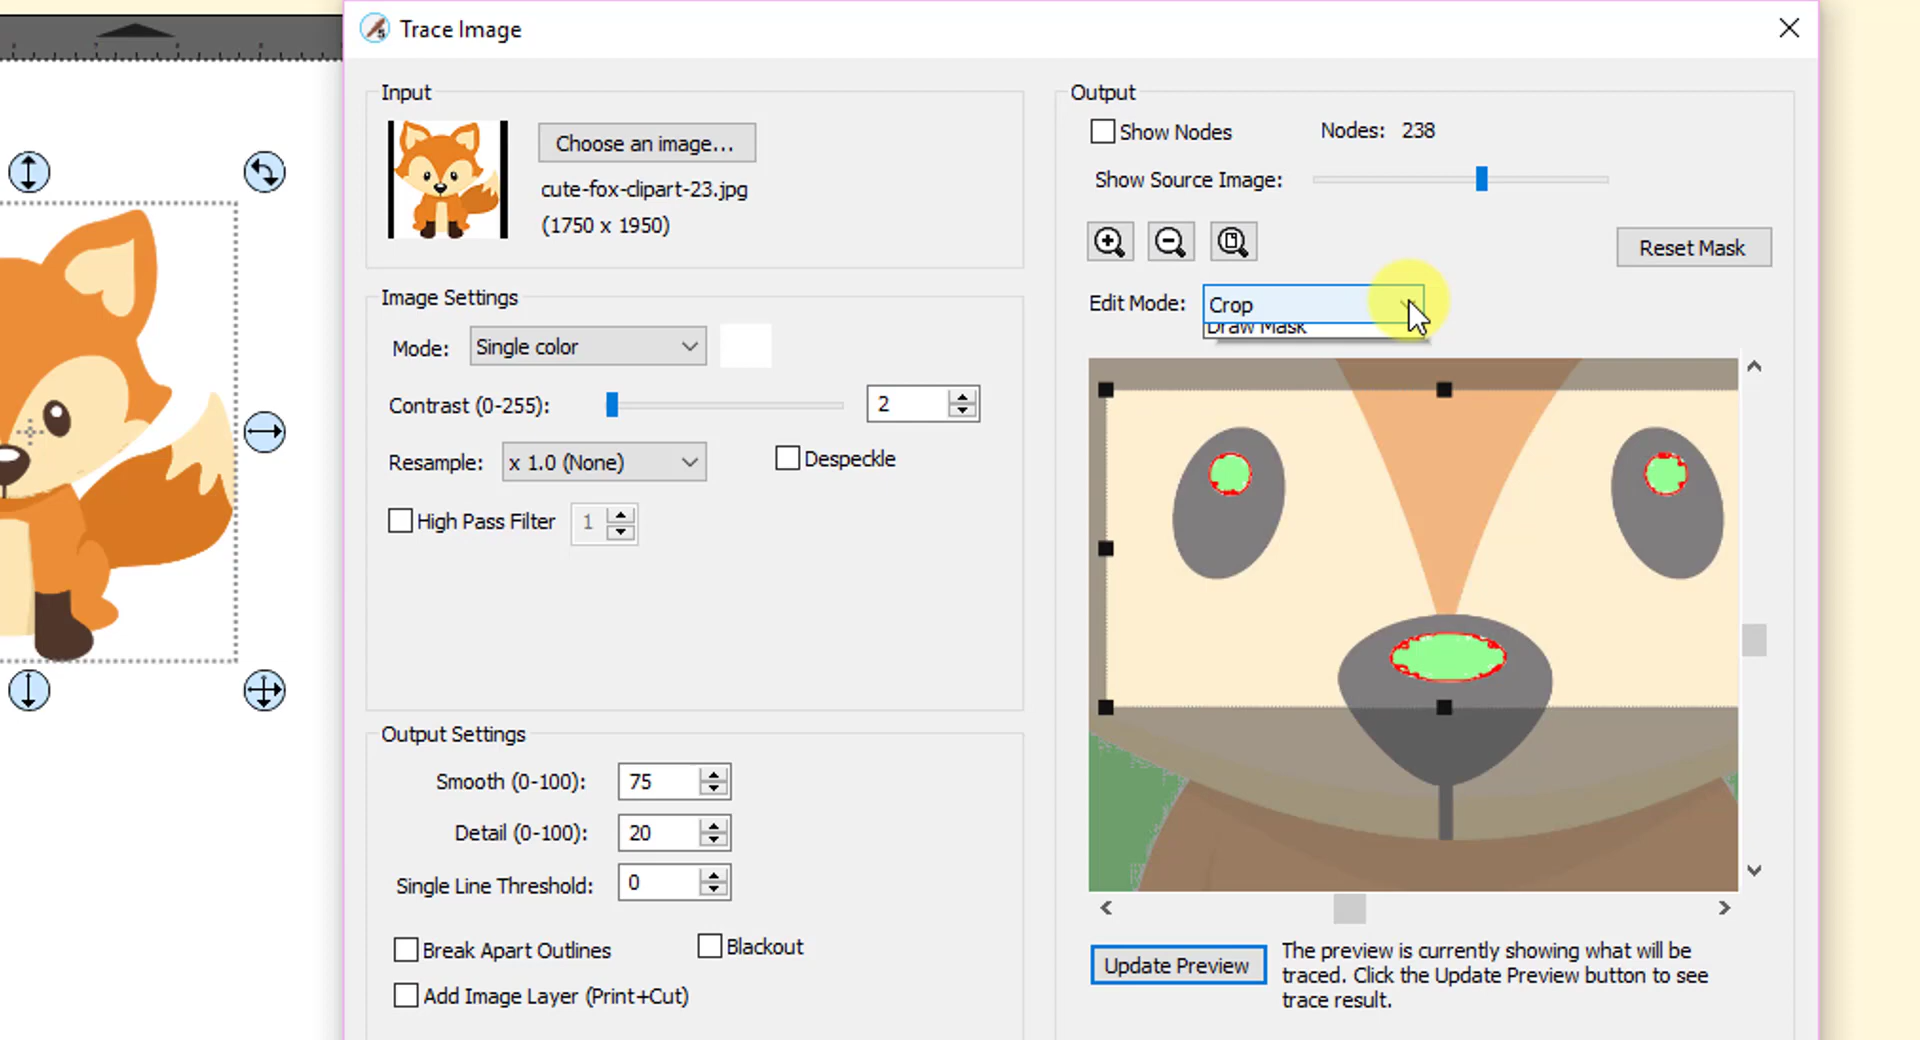 Trace Image
Input
Choose an image...
cute-fox-clipart-23.jpg
(1750 x 1950)
Image Settings
Mode: Single color
Contrast (0-255): 2
Resample: x 1.0 (None) Despeckle
High Pass Filter 1
Output Settings
Smooth (0-100): 75
Detail (0-100): 20
Single Line Threshold: 0
Break Apart Outlines Blackout
Add Image Layer (Print+Cut)
Output
Show Nodes Nodes: 238
Show Source Image:
Reset Mask
Edit Mode: Crop
Draw Mask
Update Preview
The preview is currently showing what will be
traced. Click the Update Preview button to see
trace result.